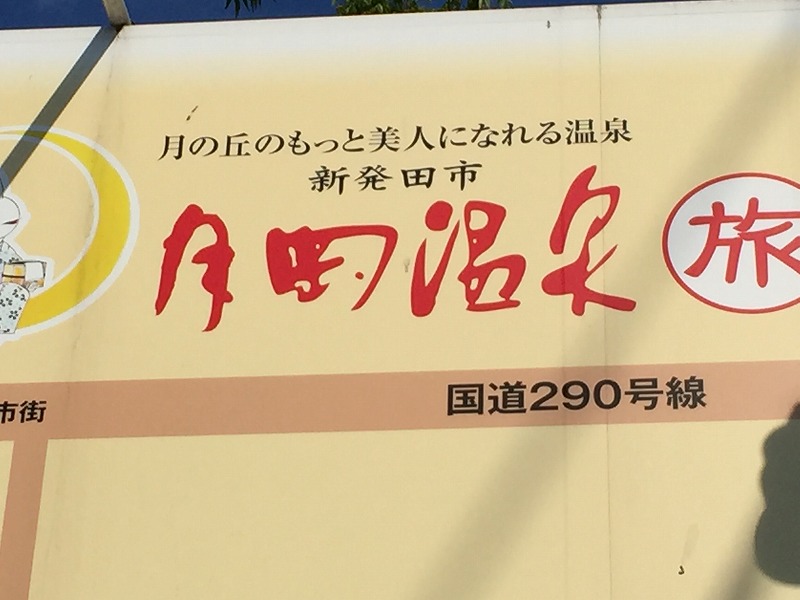 月の丘のもっと美人になれる温泉
新発田市
月岡温泉
旅
国道290号線
市街